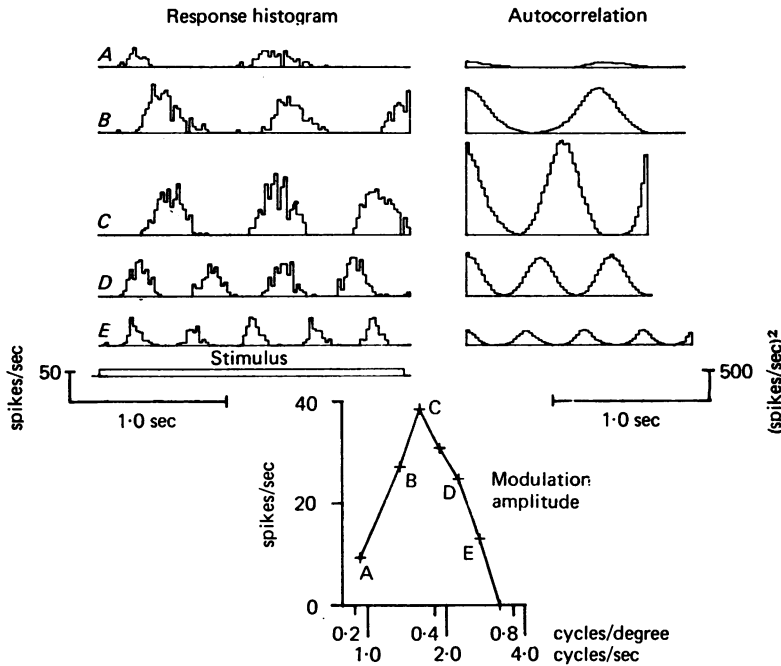 Response histogram
Autocorrelation
A
B
C
D
E
Stimulus
spikes/sec
50
1·0 sec
500
(spikes/sec)²
1·0 sec
40
20
0
spikes/sec
C
B
D
E
A
Modulation
amplitude
0·2 0·4 0·8 cycles/degree
1·0 2·0 4·0 cycles/sec